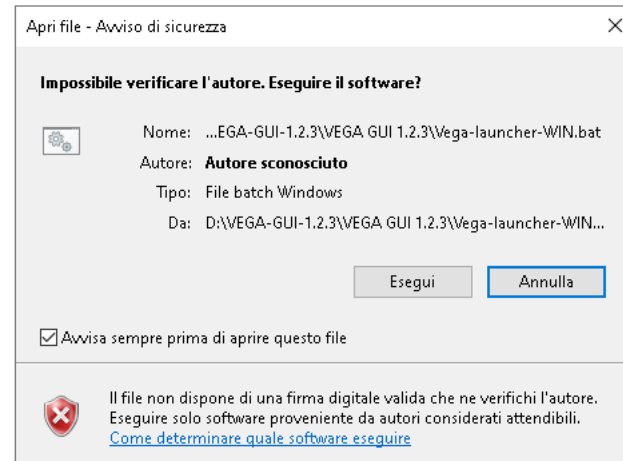 Apri file - Avviso di sicurezza
Impossibile verificare l'autore. Eseguire il software?
Nome: ...EGA-GUI-1.2.3\VEGA GUI 1.2.3\Vega-launcher-WIN.bat
Autore: Autore sconosciuto
Tipo: File batch Windows
Da: D:\VEGA-GUI-1.2.3\VEGA GUI 1.2.3\Vega-launcher-WIN...
Esegui Annulla
Avvisa sempre prima di aprire questo file
Il file non dispone di una firma digitale valida che ne verifichi l'autore.
Eseguire solo software proveniente da autori considerati attendibili.
Come determinare quale software eseguire